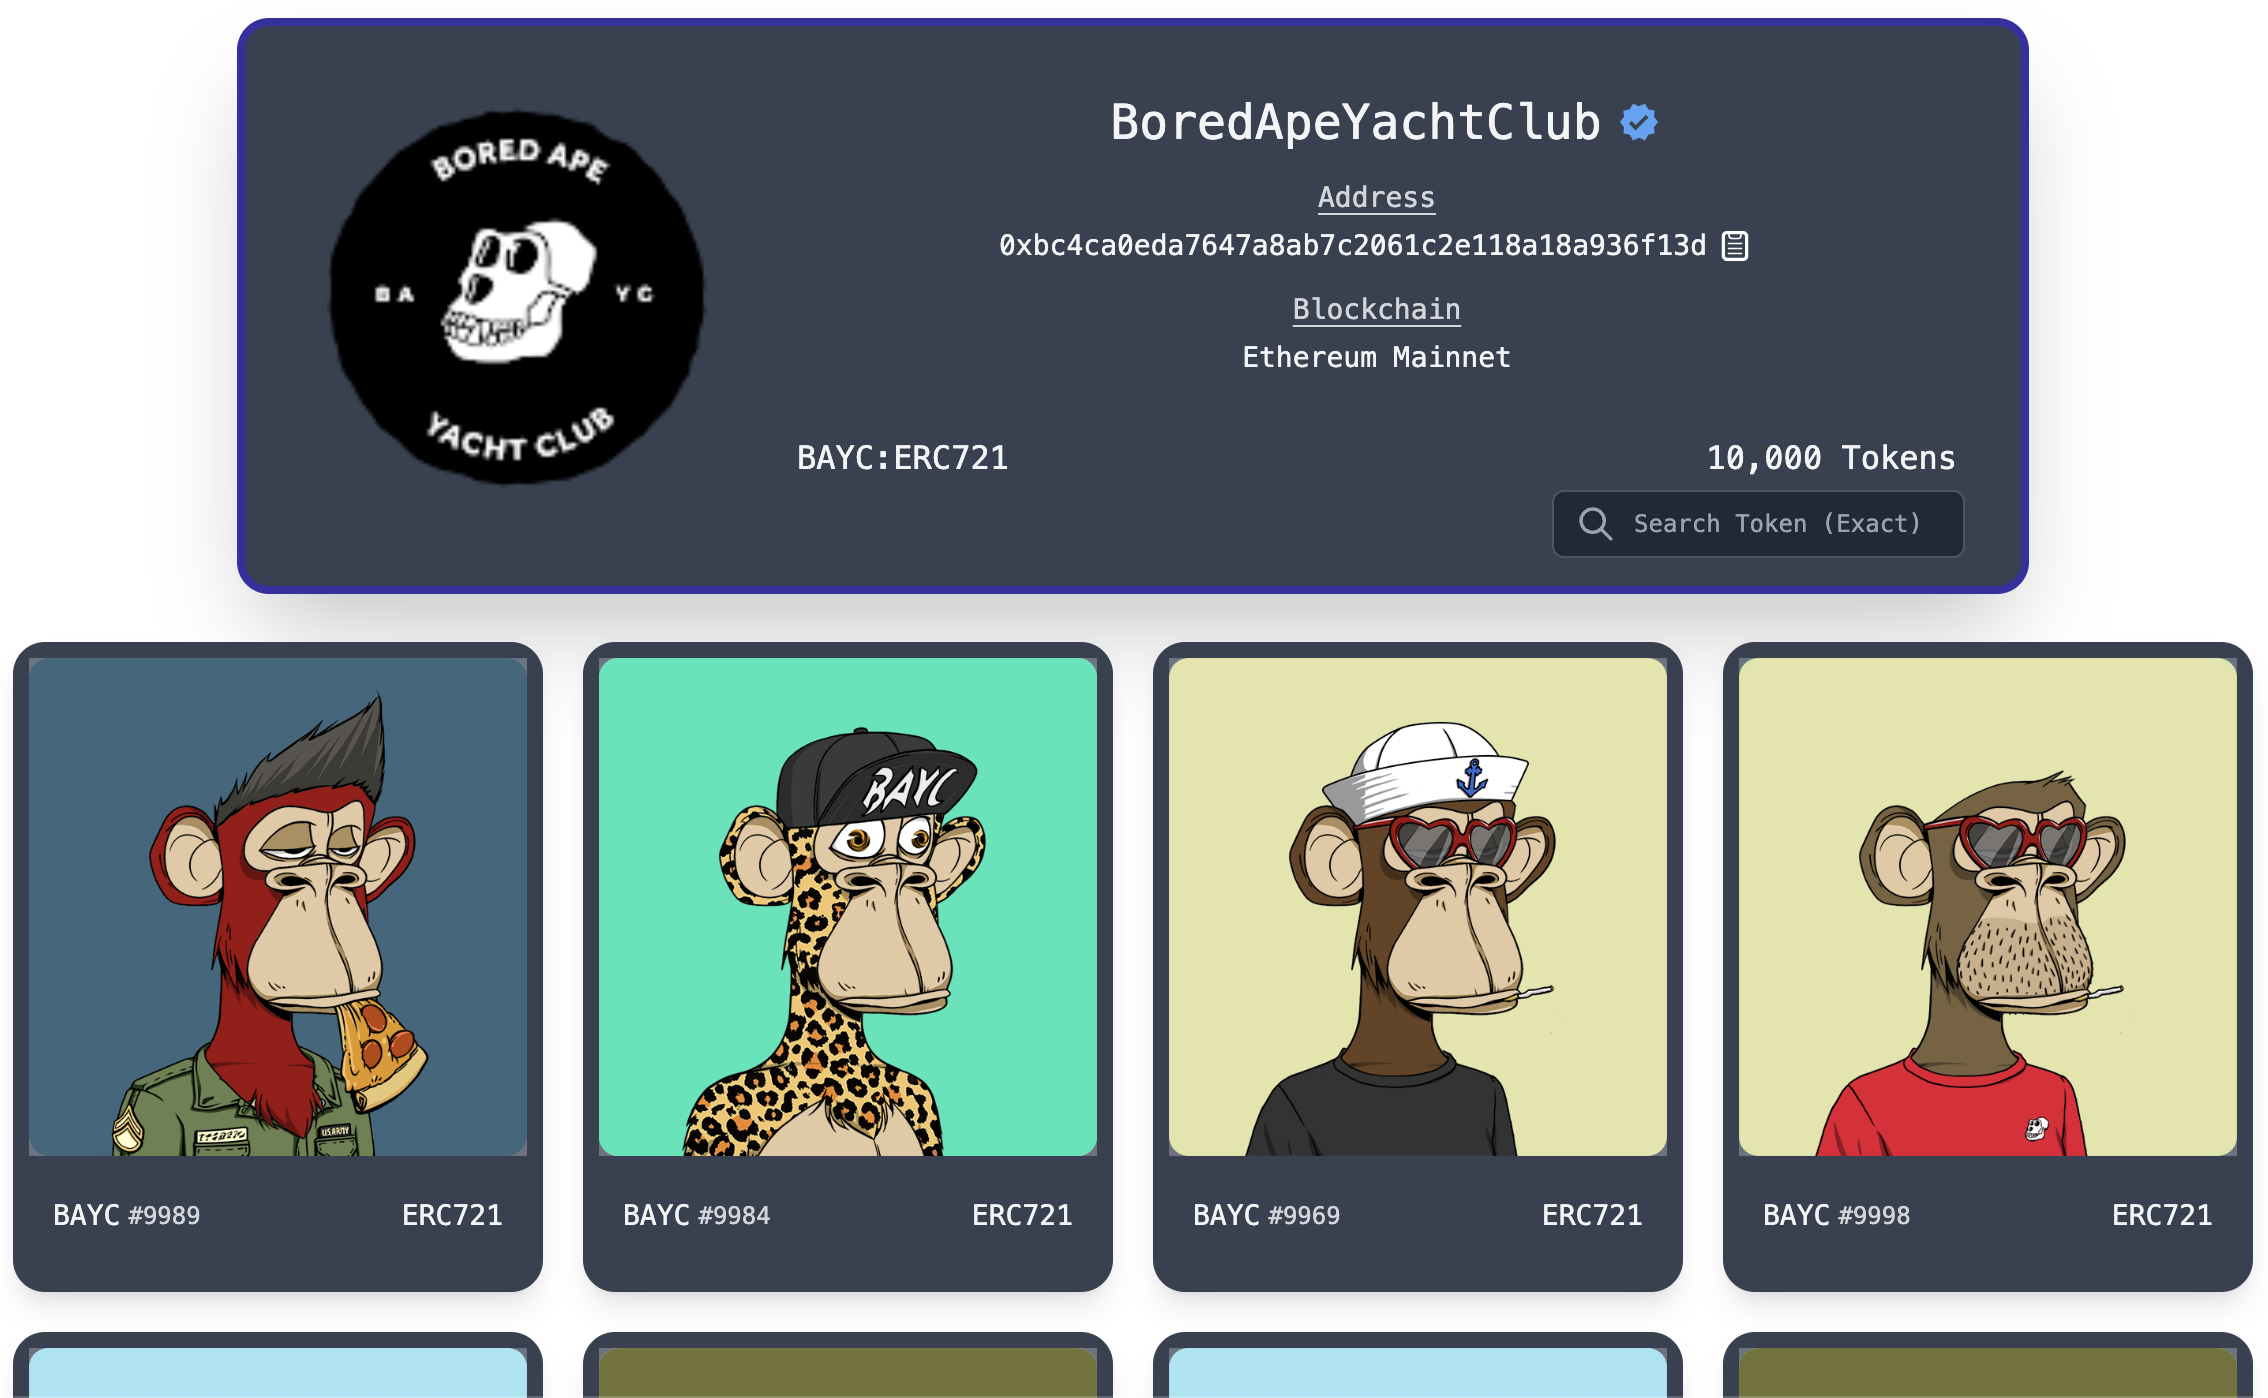 BORED APE
B A Y C
YACHT CLUB
BoredApeYachtClub
Address
0xbc4ca0eda7647a8ab7c2061c2e118a18a936f13d
Blockchain
Ethereum Mainnet
BAYC:ERC721
10,000 Tokens
Search Token (Exact)
BAYC
U.S.ARMY
BAYC #9989 ERC721
BAYC #9984 ERC721
BAYC #9969 ERC721
BAYC #9998 ERC721